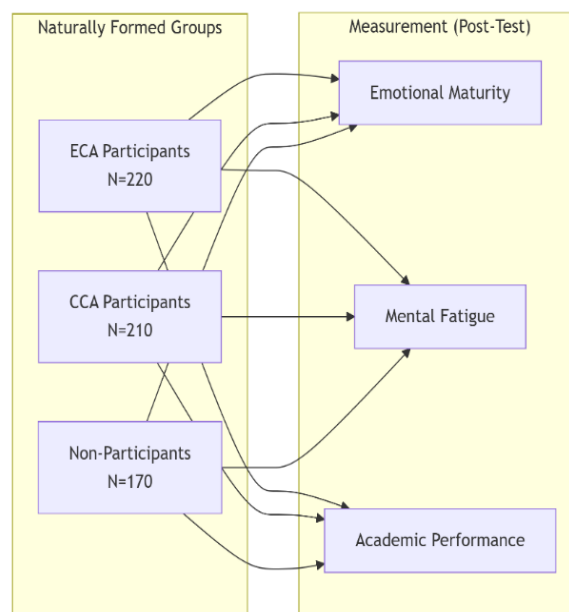 Naturally Formed Groups
ECA Participants
N=220
CCA Participants
N=210
Non-Participants
N=170
Measurement (Post-Test)
Emotional Maturity
Mental Fatigue
Academic Performance